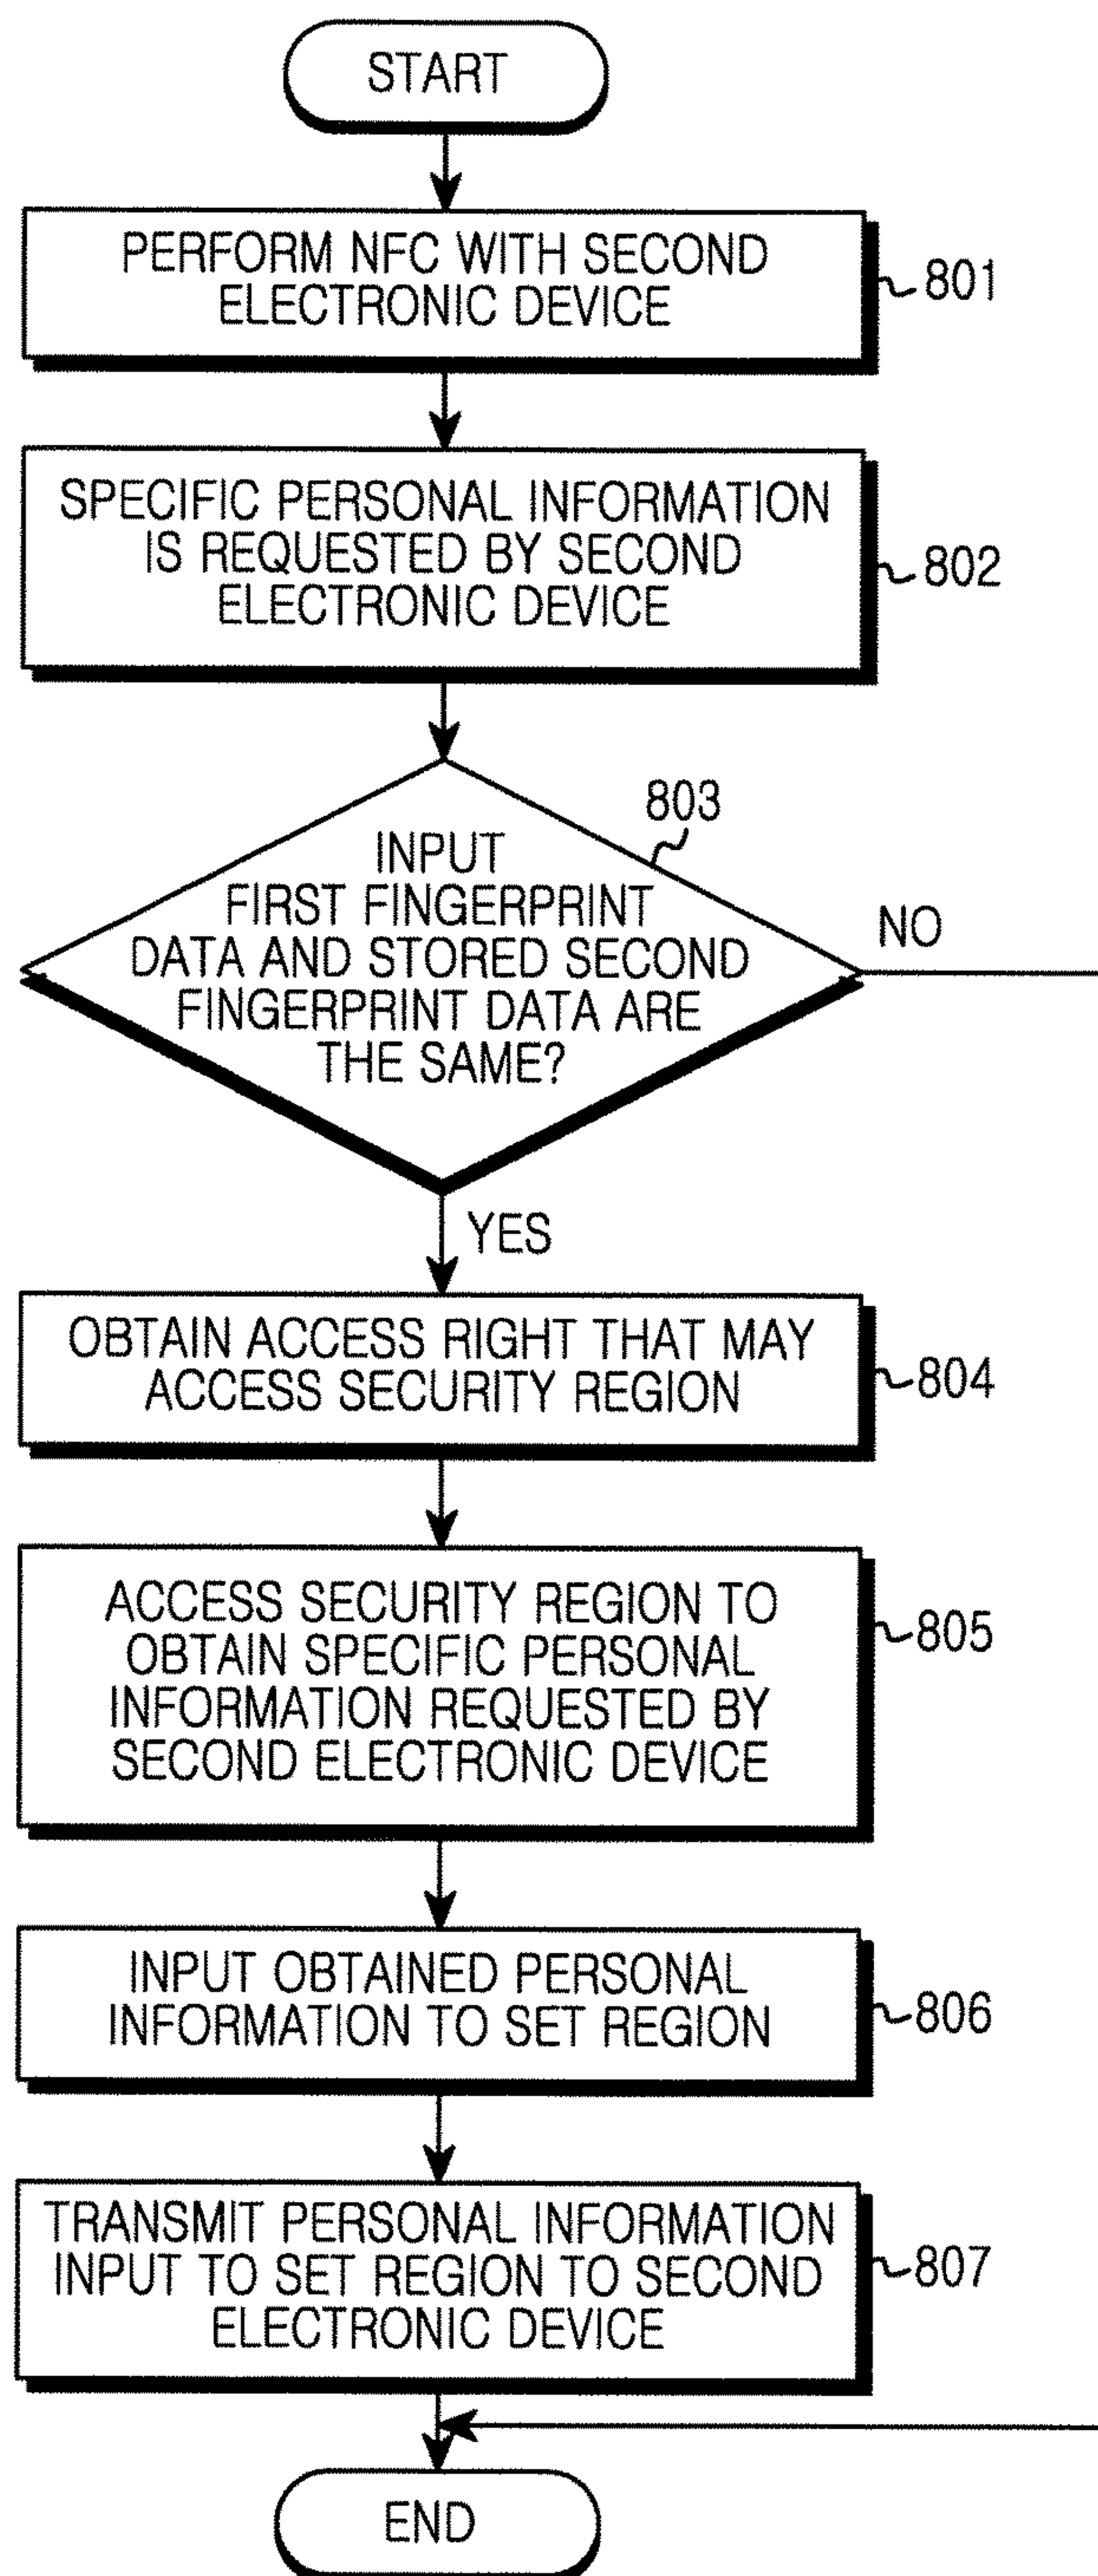 START
PERFORM NFC WITH SECOND
ELECTRONIC DEVICE
801
SPECIFIC PERSONAL INFORMATION
IS REQUESTED BY SECOND
ELECTRONIC DEVICE
802
803
INPUT
FIRST FINGERPRINT
DATA AND STORED SECOND
FINGERPRINT DATA ARE
THE SAME?
NO
YES
OBTAIN ACCESS RIGHT THAT MAY
ACCESS SECURITY REGION
804
ACCESS SECURITY REGION TO
OBTAIN SPECIFIC PERSONAL
INFORMATION REQUESTED BY
SECOND ELECTRONIC DEVICE
805
INPUT OBTAINED PERSONAL
INFORMATION TO SET REGION
806
TRANSMIT PERSONAL INFORMATION
INPUT TO SET REGION TO SECOND
ELECTRONIC DEVICE
807
END